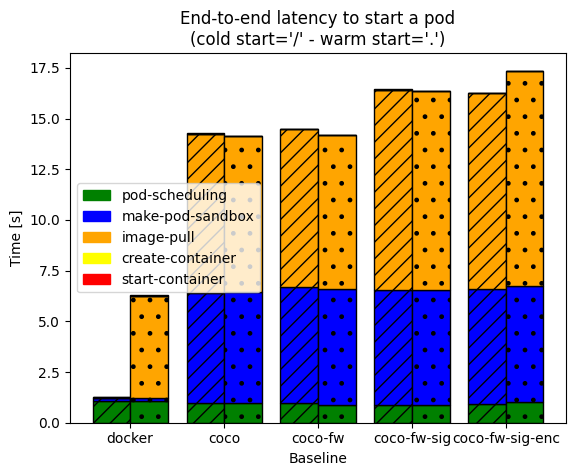 End-to-end latency to start a pod
(cold start='/' - warm start='.')
17.5
15.0
12.5
10.0
7.5
5.0
2.5
0.0
Time [s]
pod-scheduling
make-pod-sandbox
image-pull
create-container
start-container
docker
coco
coco-fw
coco-fw-sig
coco-fw-sig-enc
Baseline